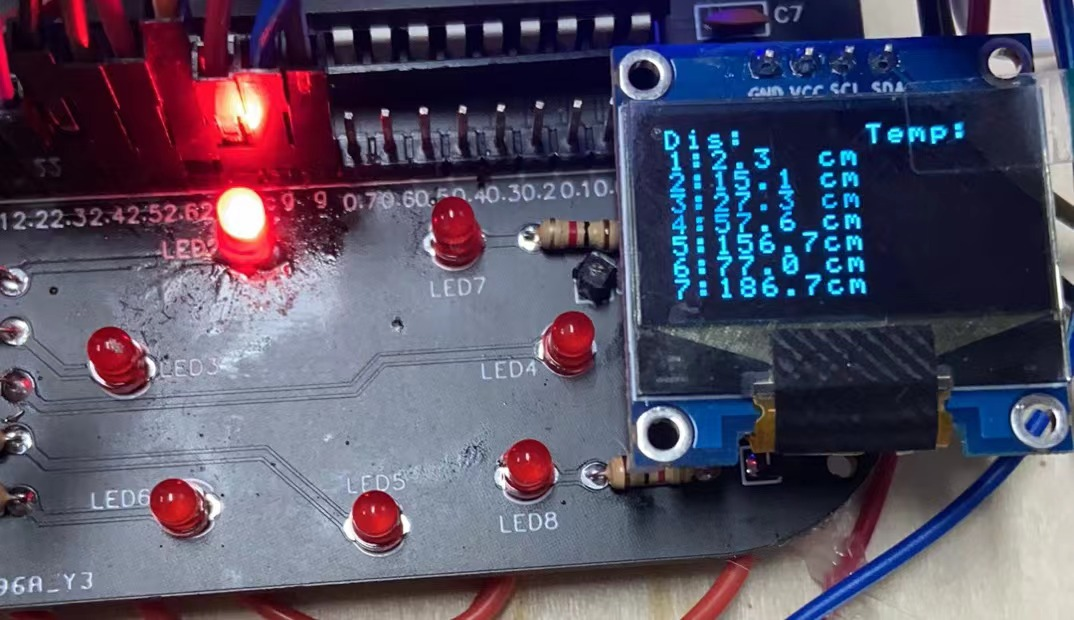 C7
GND VCC SCL SDA
Dis: Temp:
1:2.3 cm
2:15.1 cm
3:27.3 cm
4:57.6 cm
5:156.7cm
6:77.0 cm
7:186.7cm
LED7
LED3
LED4
LED6
LED5
LED8
96A_Y3